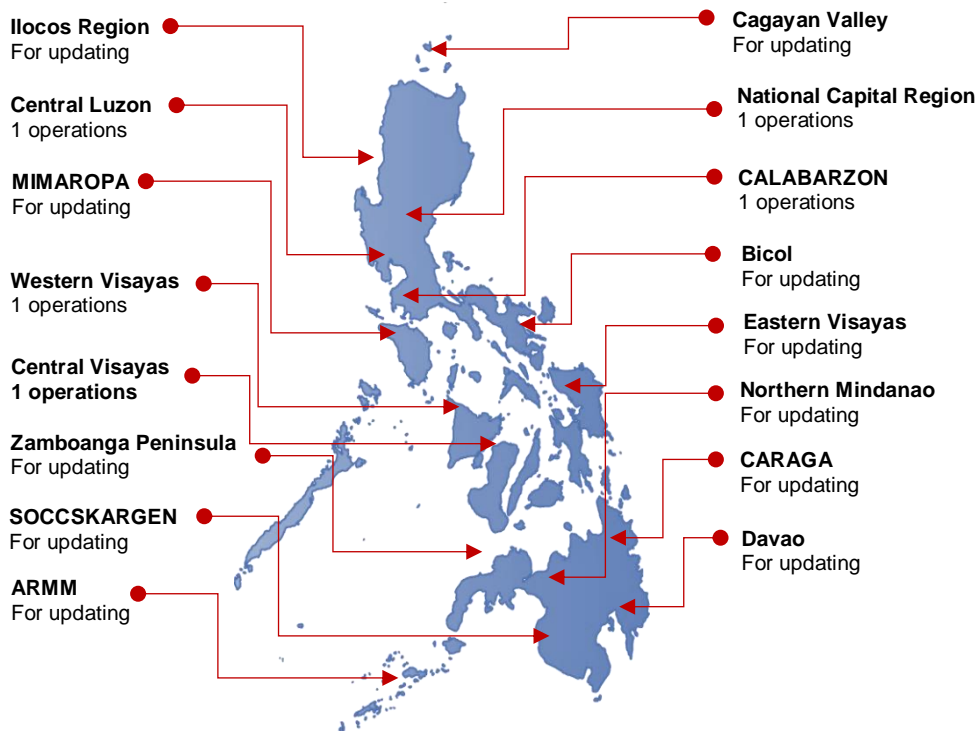 Ilocos Region
For updating
Central Luzon
1 operations
MIMAROPA
For updating
Western Visayas
1 operations
Central Visayas
1 operations
Zamboanga Peninsula
For updating
SOCCSKARGEN
For updating
ARMM
For updating
Cagayan Valley
For updating
National Capital Region
1 operations
CALABARZON
1 operations
Bicol
For updating
Eastern Visayas
For updating
Northern Mindanao
For updating
CARAGA
For updating
Davao
For updating